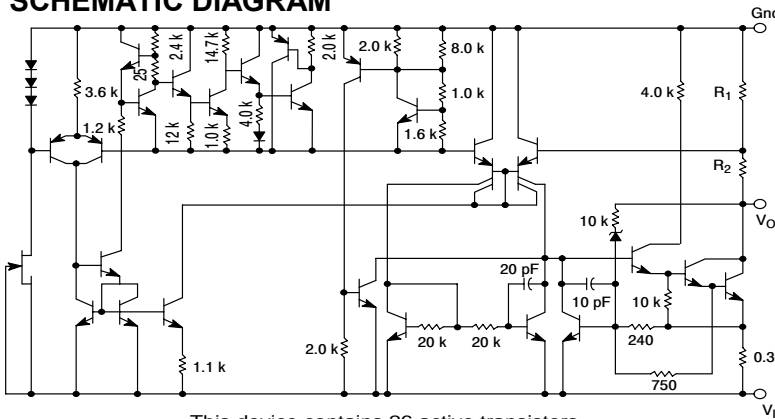 SCHEMATIC DIAGRAM
Gnd
2.0 k
2.4 k
14.7 k
2.0 k
8.0 k
25
3.6 k
4.0 k
1.0 k
4.0 k
R1
1.2 k
12 k
1.0 k
1.6 k
R2
10 k
VO
20 pF
10 pF
10 k
20 k
20 k
240
2.0 k
1.1 k
0.3
750
VI
This device contains 26 active transistors